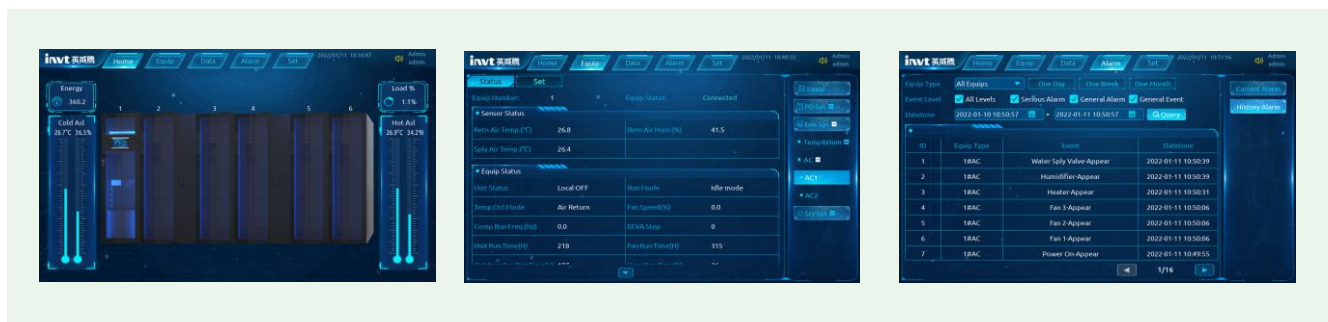 invt 英威腾 Home Equip Data Alarm Set 2022/01/11 10:38:47 Admin admin
Energy
360.2
Load %
1.1%
1 2 3 4 5 6
Cold Asl
26.7℃ 36.5%
Hot Asl
26.9℃ 34.2%
invt 英威腾 Home Equip Data Alarm Set 2022/01/11 10:48:33 Admin admin
Status Set
Equip Number: 1 Equip Status: Connected
Sensor Status
Retn Air Temp.(℃) 26.8 Retn Air Hum.(%) 41.5
Sply Air Temp.(℃) 26.4
Equip Status
Unit Status Local OFF Run Mode Idle mode
Temp Ctrl Mode Air Return Fan Speed(%) 0.0
Comp Run Freq.(Hz) 0.0 EEVA Step 0
Unit Run Time(H) 218 Fan Run Time(H) 315
Equip
PD Sys
Env Sys
Temp&Hum
AC
AC1
AC2
Scy Sys
invt 英威腾 Home Equip Data Alarm Set 2022/01/11 10:51:16 Admin admin
Equip Type All Equips One Day One Week One Month
Event Level All Levels Serfous Alarm General Alarm General Event
Datetime 2022-01-10 10:50:57 - 2022-01-11 10:50:57 Query
ID Equip Type Event Datetime
1 1#AC Water Sply Valve-Appear 2022-01-11 10:50:39
2 1#AC Humidifier-Appear 2022-01-11 10:50:39
3 1#AC Heater-Appear 2022-01-11 10:50:31
4 1#AC Fan 3-Appear 2022-01-11 10:50:06
5 1#AC Fan 2-Appear 2022-01-11 10:50:06
6 1#AC Fan 1-Appear 2022-01-11 10:50:06
7 1#AC Power On-Appear 2022-01-11 10:49:55
1/16
Current Alarm
History Alarm